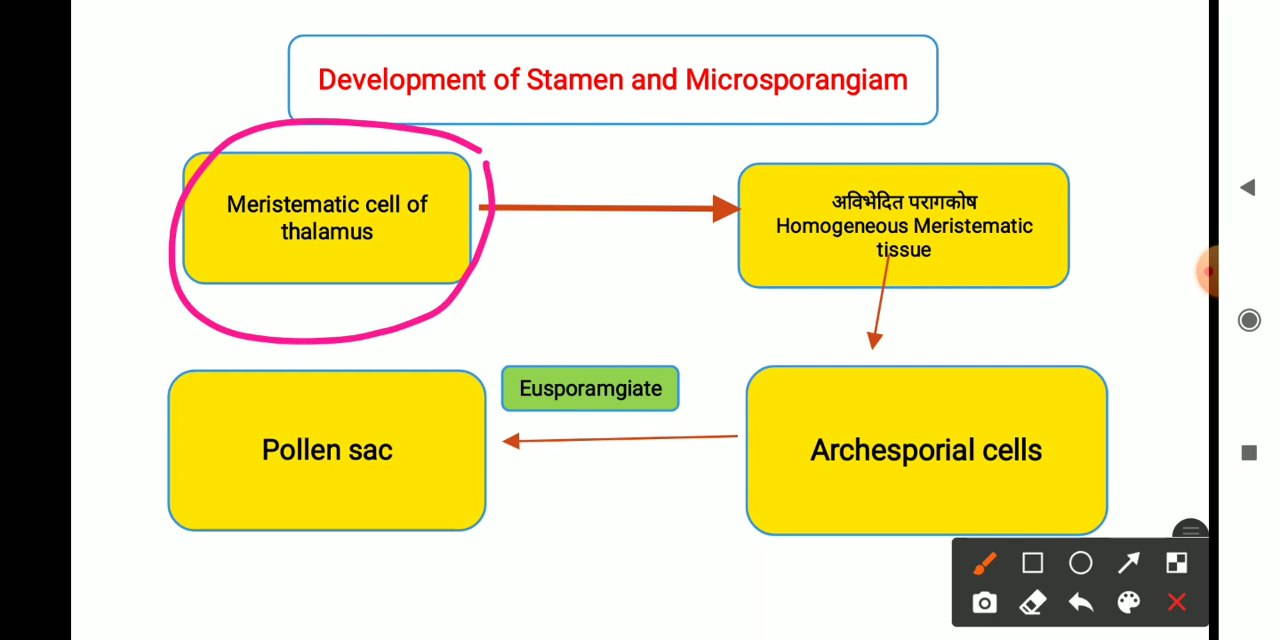 Development of Stamen and Microsporangiam
Meristematic cell of
thalamus
अविभेदित परागकोष
Homogeneous Meristematic
tissue
Eusporamgiate
Pollen sac
Archesporial cells